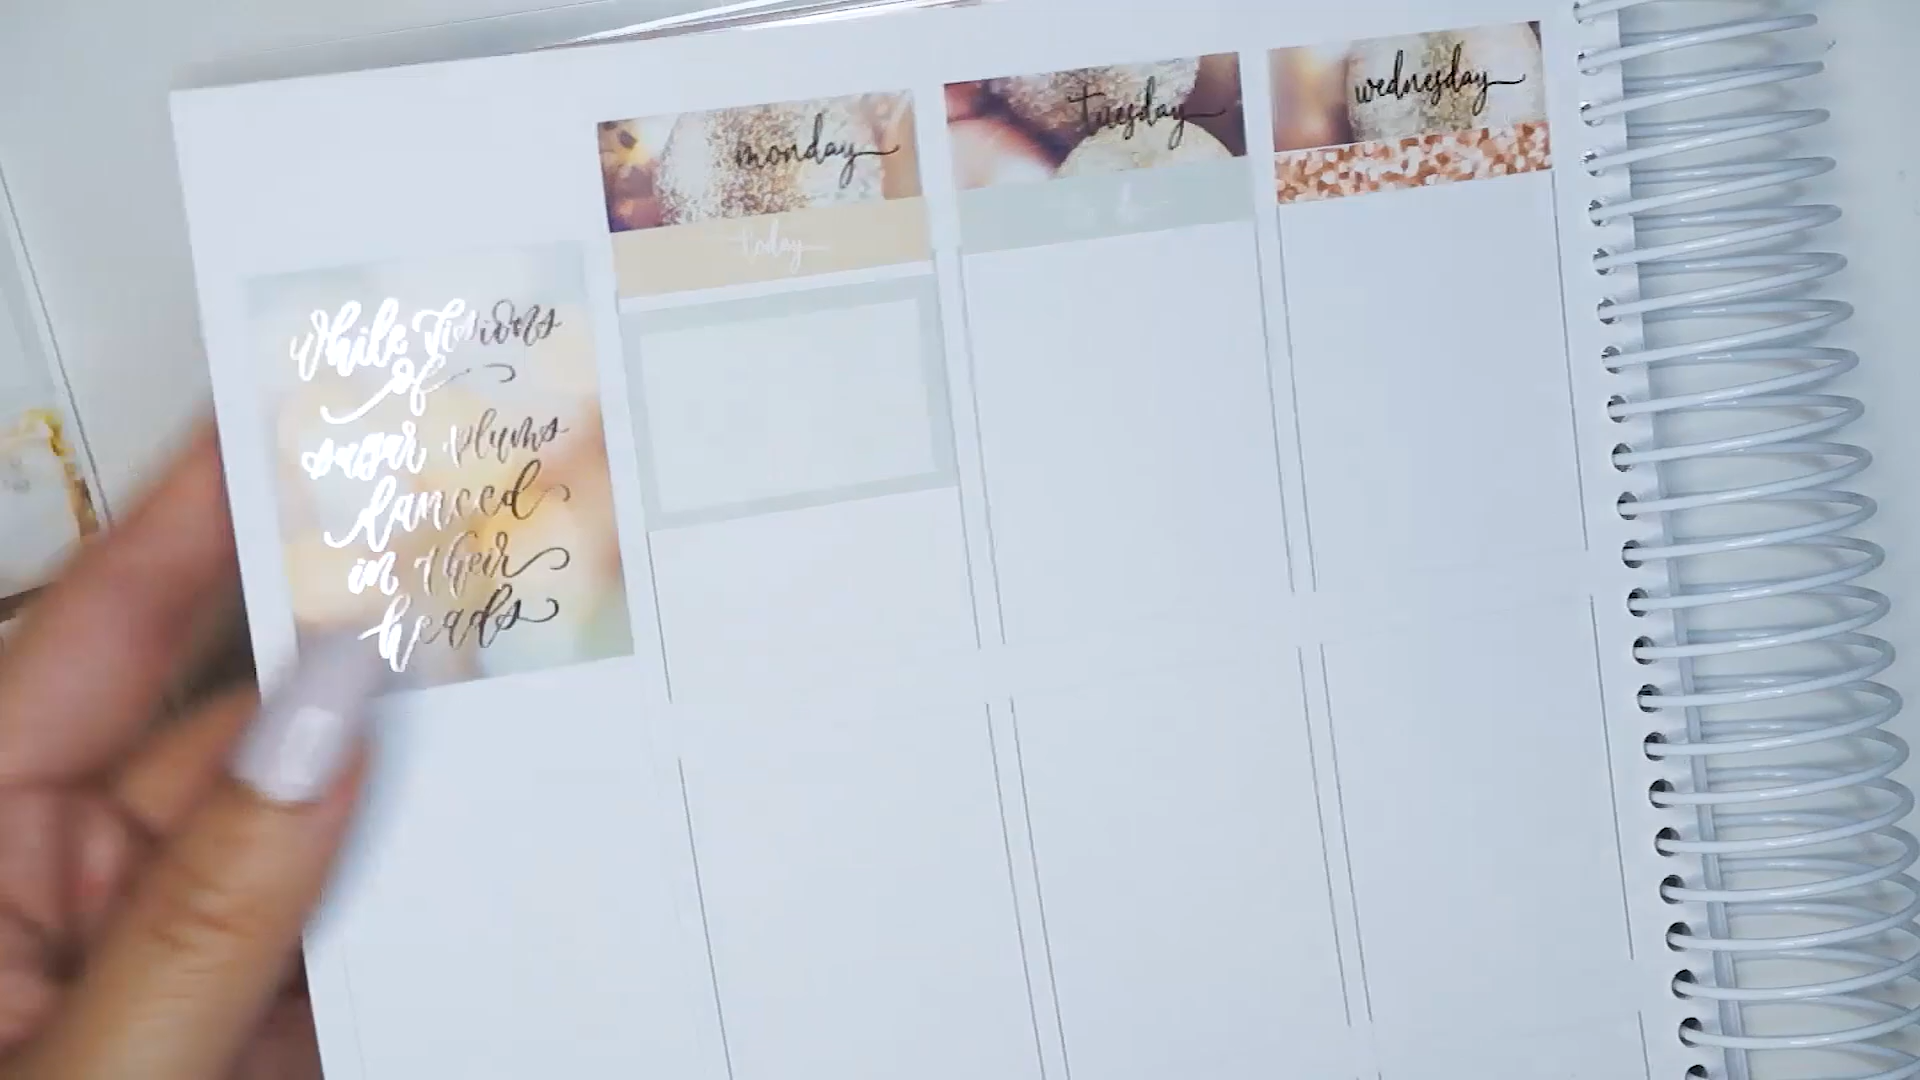 monday
tuesday
wednesday
today
while visions
of
sugar plums
danced
in their
heads